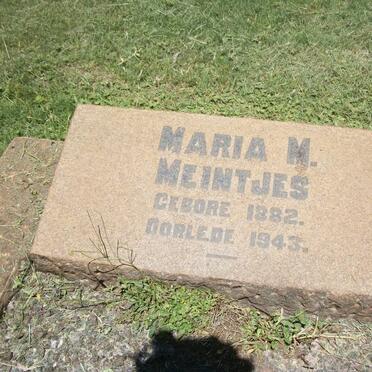 MARIA M.
MEINTJES
GEBORE 1882.
OORLEDE 1943.